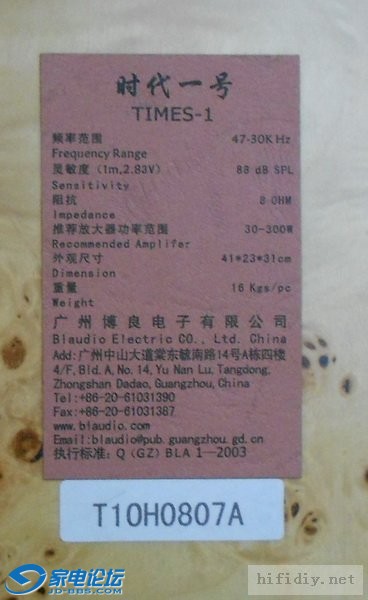 时代一号
TIMES-1
频率范围 47-30K Hz
Frequency Range
灵敏度（1m,2.83V） 88 dB SPL
Sensitivity
阻抗 8 OHM
Impedance
推荐放大器功率范围 30-300W
Recommended Amplifer
外观尺寸 41*23*31cm
Dimension
重量 16 Kgs/pc
Weight
广州博良电子有限公司
Blaudio Electric CO., Ltd. China
Add:广州中山大道棠东毓南路14号A栋四楼
4/F,Bld.A,No.14,Yu Nan Lu,Tangdong,
Zhongshan Dadao,Guangzhou,China
Tel:+86-20-61031390
Fax:+86-20-61031387
www.blaudio.com
Email:blaudio@pub.guangzhou.gd.cn
执行标准: Q (GZ) BLA 1—2003
T10H0807A
家电论坛
JD-BBS.COM
hifidiy.net